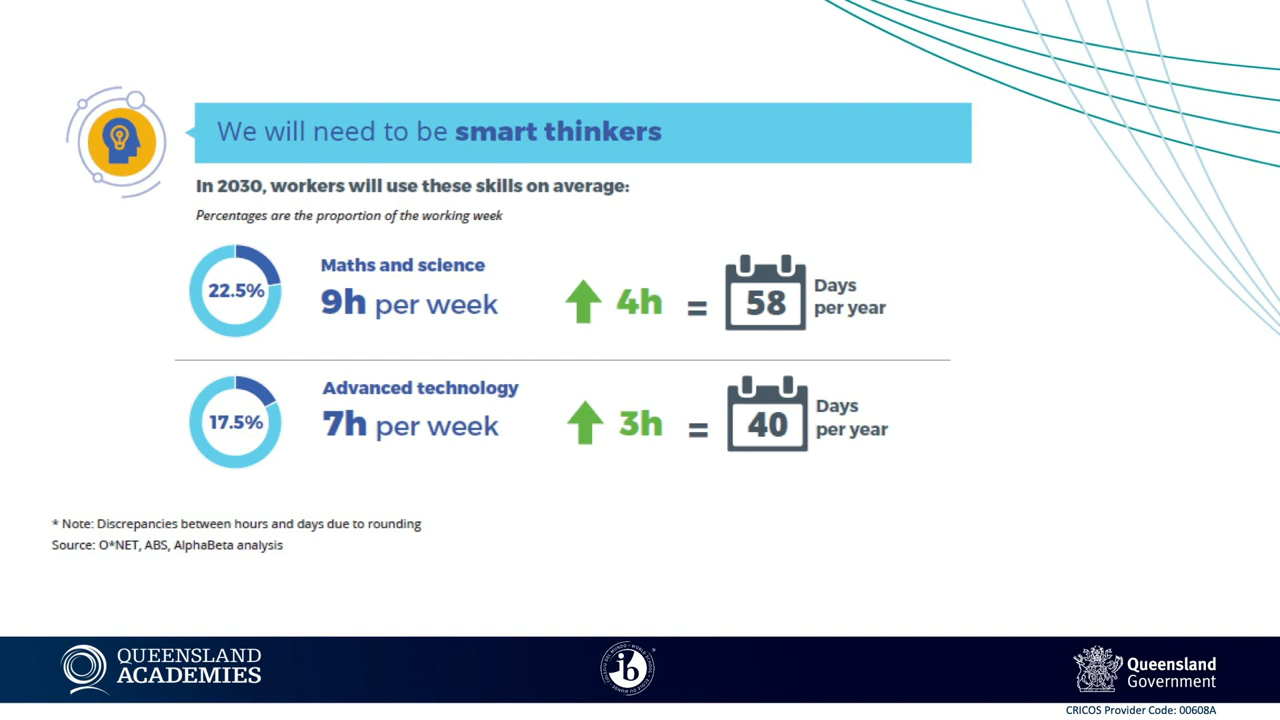 We will need to be smart thinkers
In 2030, workers will use these skills on average:
Percentages are the proportion of the working week
22.5%
Maths and science
9h per week
4h
=
58
Days
per year
17.5%
Advanced technology
7h per week
3h
=
40
Days
per year
* Note: Discrepancies between hours and days due to rounding
Source: O*NET, ABS, AlphaBeta analysis
QUEENSLAND
ACADEMIES
ib
Queensland
Government
CRICOS Provider Code: 00608A